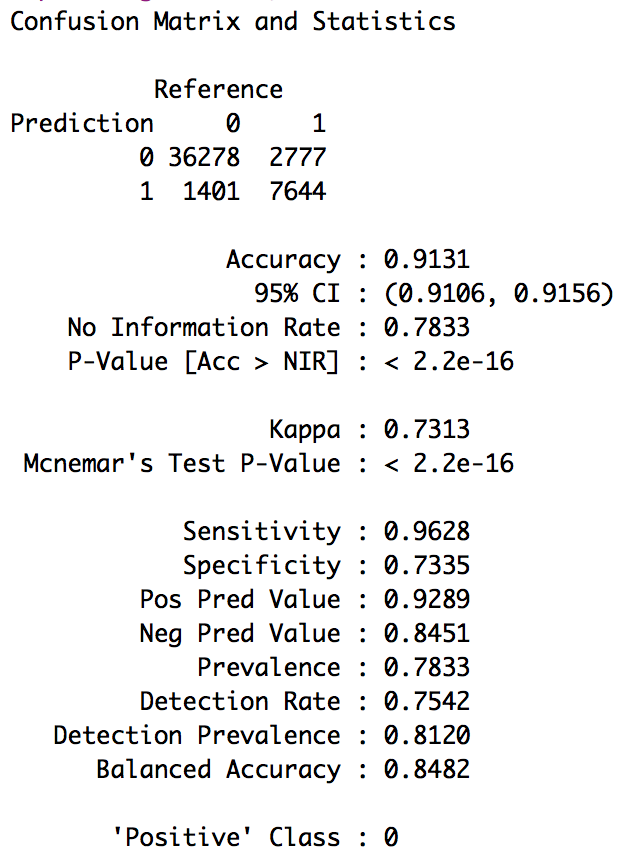 Confusion Matrix and Statistics
Reference
Prediction 0 1
0 36278 2777
1 1401 7644
Accuracy : 0.9131
95% CI : (0.9106, 0.9156)
No Information Rate : 0.7833
P-Value [Acc > NIR] : < 2.2e-16
Kappa : 0.7313
Mcnemar's Test P-Value : < 2.2e-16
Sensitivity : 0.9628
Specificity : 0.7335
Pos Pred Value : 0.9289
Neg Pred Value : 0.8451
Prevalence : 0.7833
Detection Rate : 0.7542
Detection Prevalence : 0.8120
Balanced Accuracy : 0.8482
'Positive' Class : 0